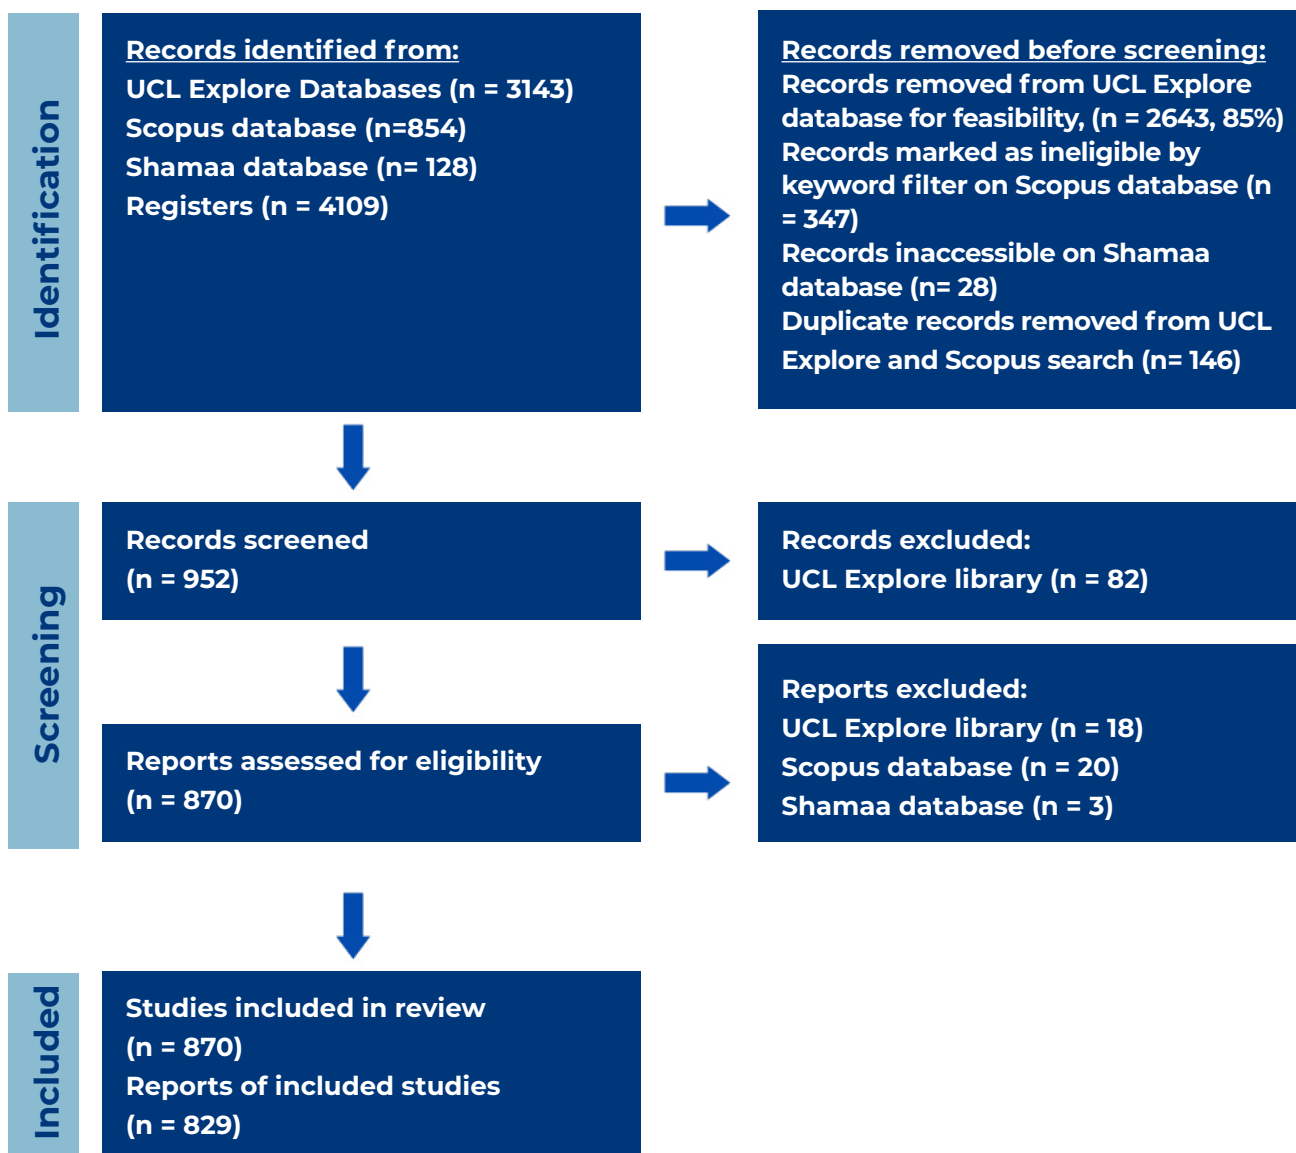 Identification
Records identified from:
UCL Explore Databases (n = 3143)
Scopus database (n=854)
Shamaa database (n= 128)
Registers (n = 4109)
Records removed before screening:
Records removed from UCL Explore
database for feasibility, (n = 2643, 85%)
Records marked as ineligible by
keyword filter on Scopus database (n
= 347)
Records inaccessible on Shamaa
database (n= 28)
Duplicate records removed from UCL
Explore and Scopus search (n= 146)
Screening
Records screened
(n = 952)
Records excluded:
UCL Explore library (n = 82)
Reports assessed for eligibility
(n = 870)
Reports excluded:
UCL Explore library (n = 18)
Scopus database (n = 20)
Shamaa database (n = 3)
Included
Studies included in review
(n = 870)
Reports of included studies
(n = 829)